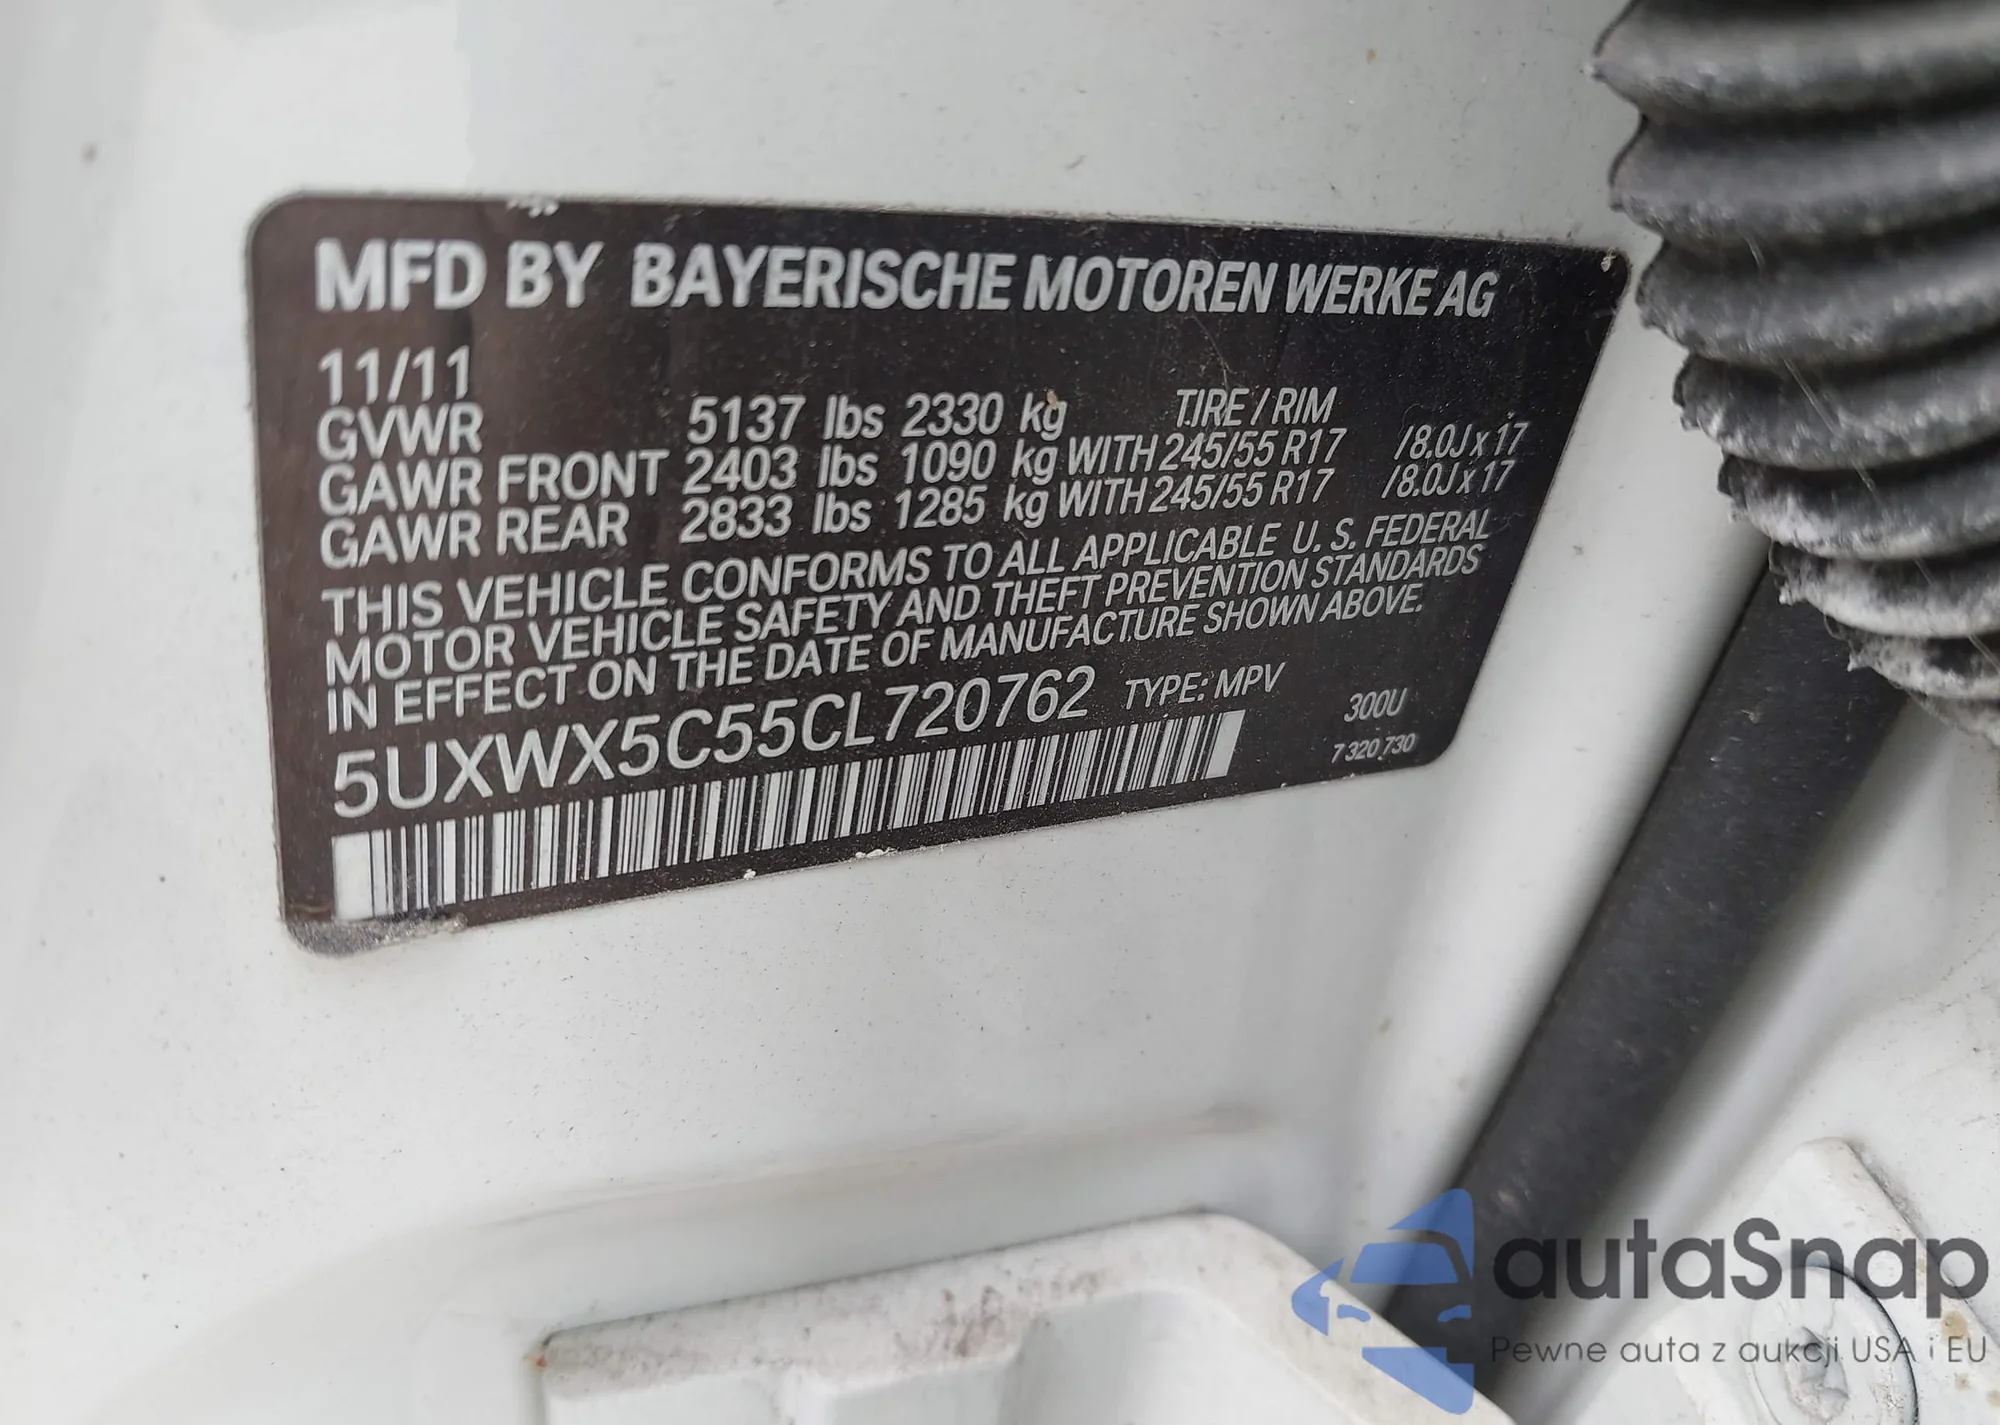 MFD BY BAYERISCHE MOTOREN WERKE AG
11/11
GVWR 5137 lbs 2330 kg TIRE / RIM
GAWR FRONT 2403 lbs 1090 kg WITH 245/55 R17 /8.0J x 17
GAWR REAR 2833 lbs 1285 kg WITH 245/55 R17 /8.0J x 17
THIS VEHICLE CONFORMS TO ALL APPLICABLE U. S. FEDERAL
MOTOR VEHICLE SAFETY AND THEFT PREVENTION STANDARDS
IN EFFECT ON THE DATE OF MANUFACTURE SHOWN ABOVE.
5UXWX5C55CL720762 TYPE: MPV 300U
7 320 730
autaSnap
Pewne auta z aukcji USA i EU